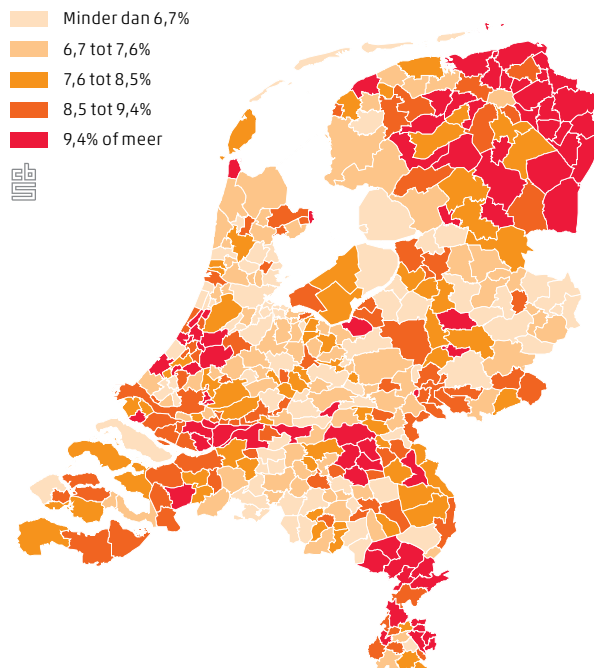 Minder dan 6,7%
6,7 tot 7,6%
7,6 tot 8,5%
8,5 tot 9,4%
9,4% of meer
cbs